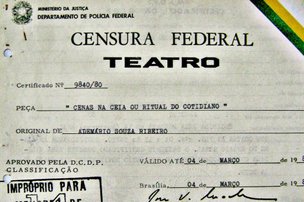 MINISTÉRIO DA JUSTIÇA
DEPARTAMENTO DE POLÍCIA FEDERAL
CENSURA FEDERAL
TEATRO
Certificado Nº 9840/80
PEÇA " CENAS NA CEIA OU RITUAL DO COTIDIANO "
ORIGINAL DE ADEMÁRIO SOUZA RIBEIRO
APROVADO PELA D.C.D.P. VÁLIDO ATÉ 04 de MARÇO de 19
CLASSIFICAÇÃO
IMPRÓPRIO PARA
Brasília, 04 de MARÇO de 19